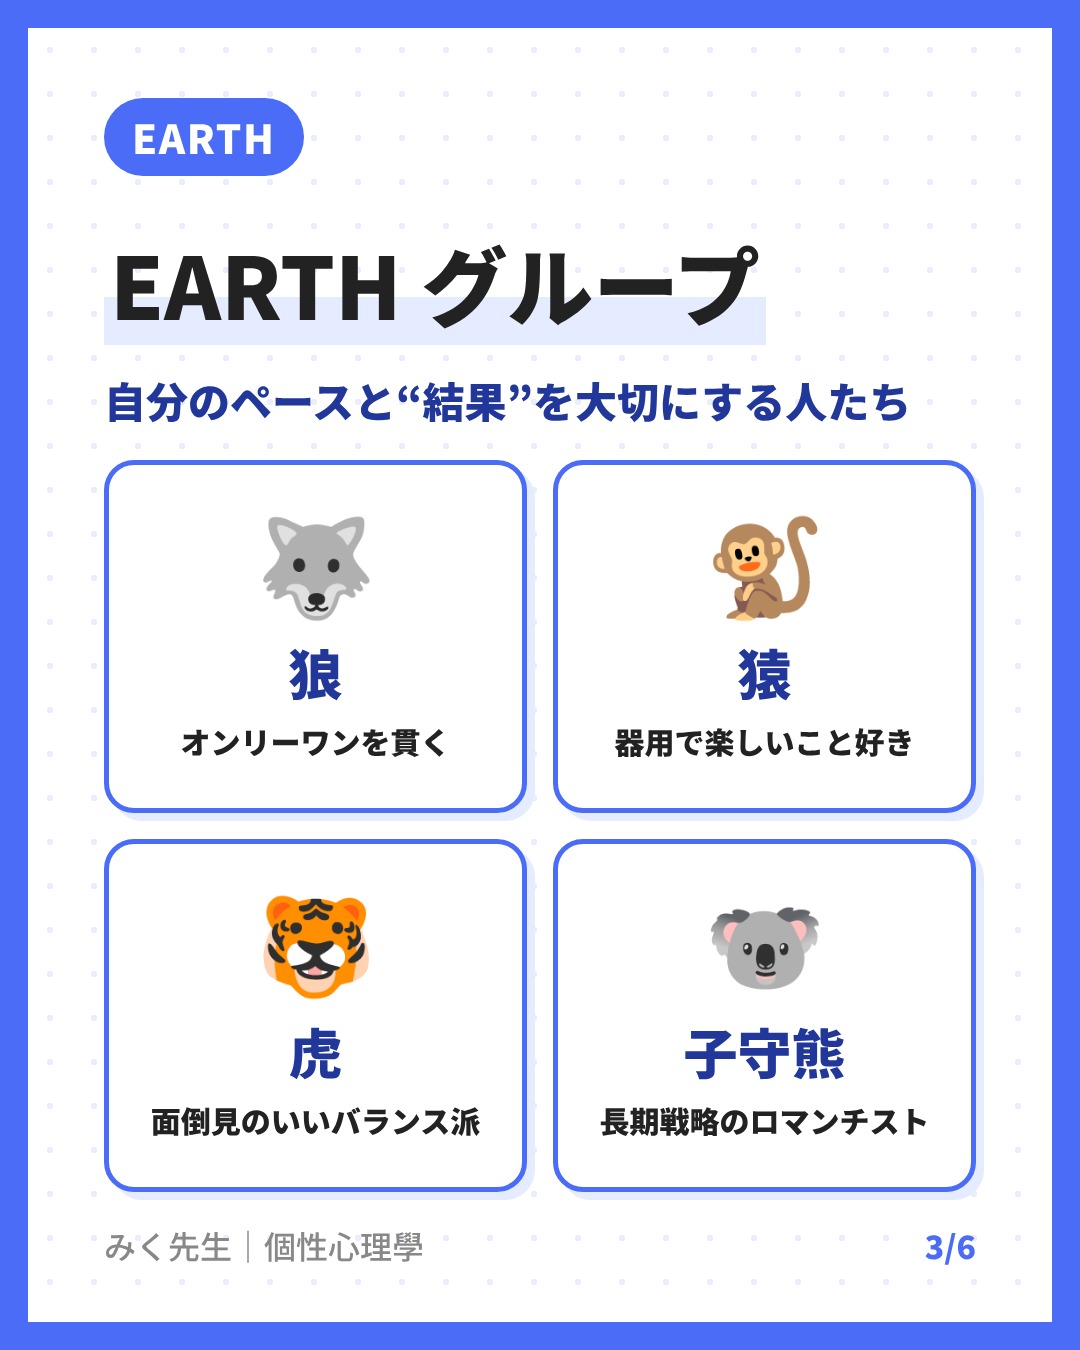 EARTH
EARTH グループ
自分のペースと“結果”を大切にする人たち
狼
オンリーワンを貫く
猿
器用で楽しいこと好き
虎
面倒見のいいバランス派
子守熊
長期戦略のロマンチスト
みく先生｜個性心理學
3/6